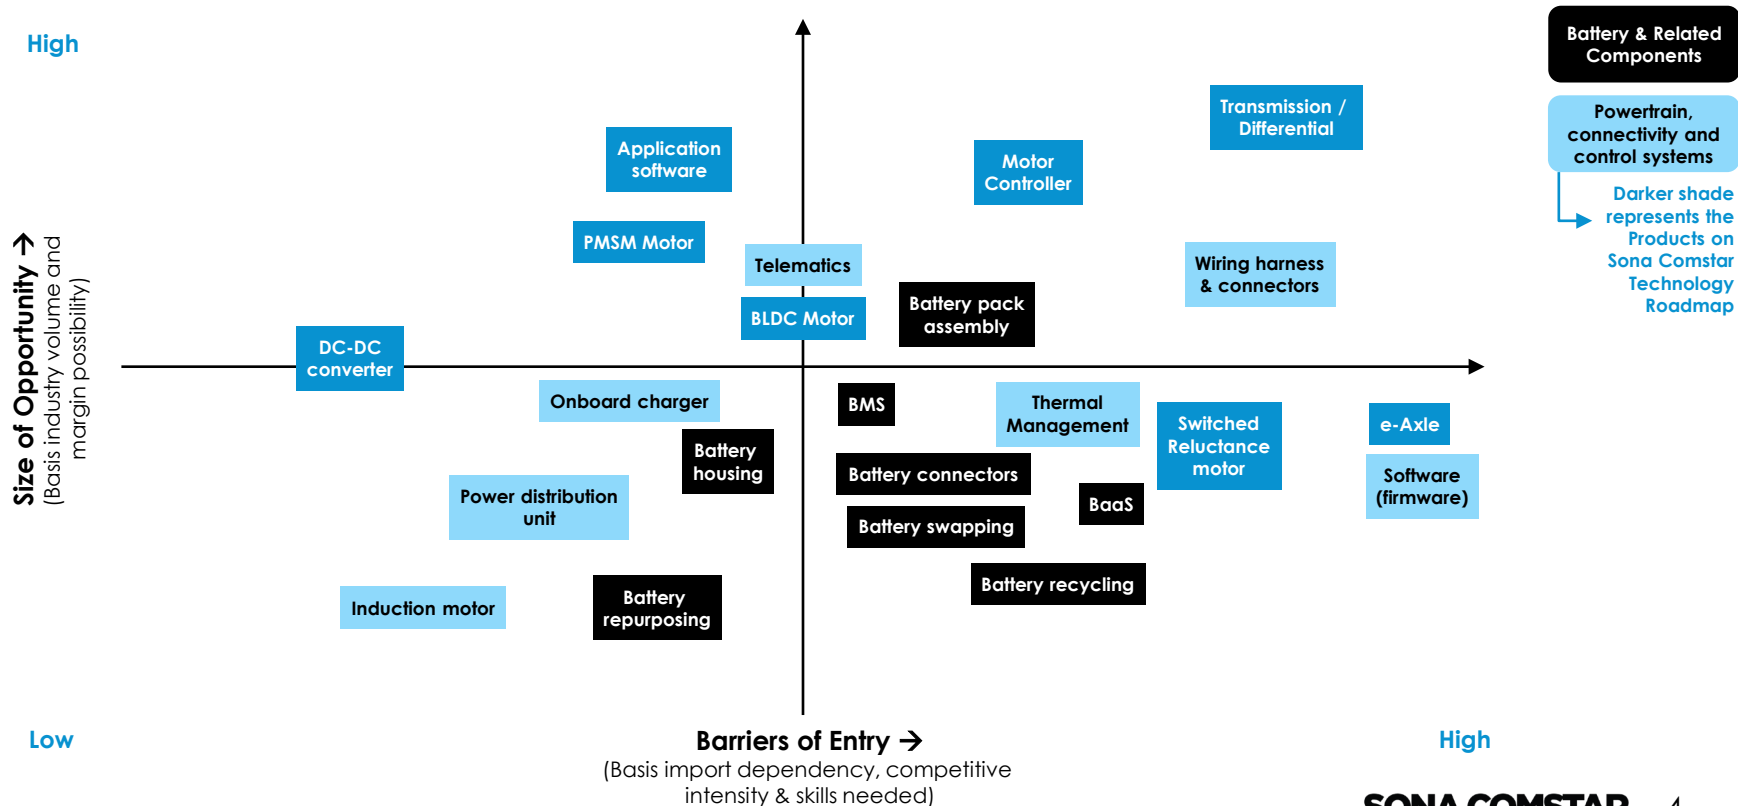 High
Size of Opportunity →
(Basis industry volume and
margin possibility)
Application
software
PMSM Motor
Telematics
BLDC Motor
DC-DC
converter
Transmission /
Differential
Motor
Controller
Wiring harness
& connectors
Battery pack
assembly
Onboard charger
Battery
housing
Power distribution
unit
Induction motor
Battery
repurposing
BMS
Thermal
Management
Switched
Reluctance
motor
e-Axle
Software
(firmware)
Battery connectors
BaaS
Battery swapping
Battery recycling
Low
Barriers of Entry →
(Basis import dependency, competitive
intensity & skills needed)
High
Battery & Related
Components
Powertrain,
connectivity and
control systems
Darker shade
represents the
Products on
Sona Comstar
Technology
Roadmap
SONA COMSTAR
4